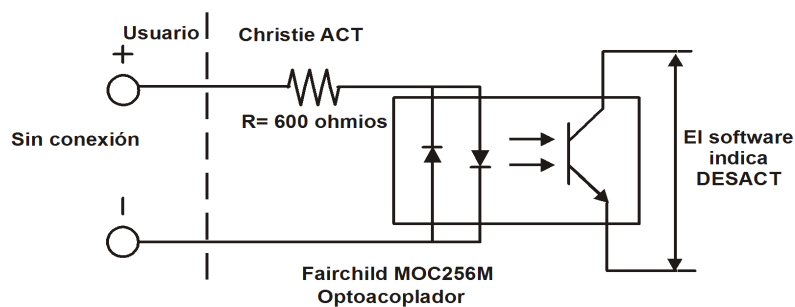 Usuario
Christie ACT
+
R= 600 ohmios
Sin conexión
El software
indica
DESACT
-
Fairchild MOC256M
Optoacoplador